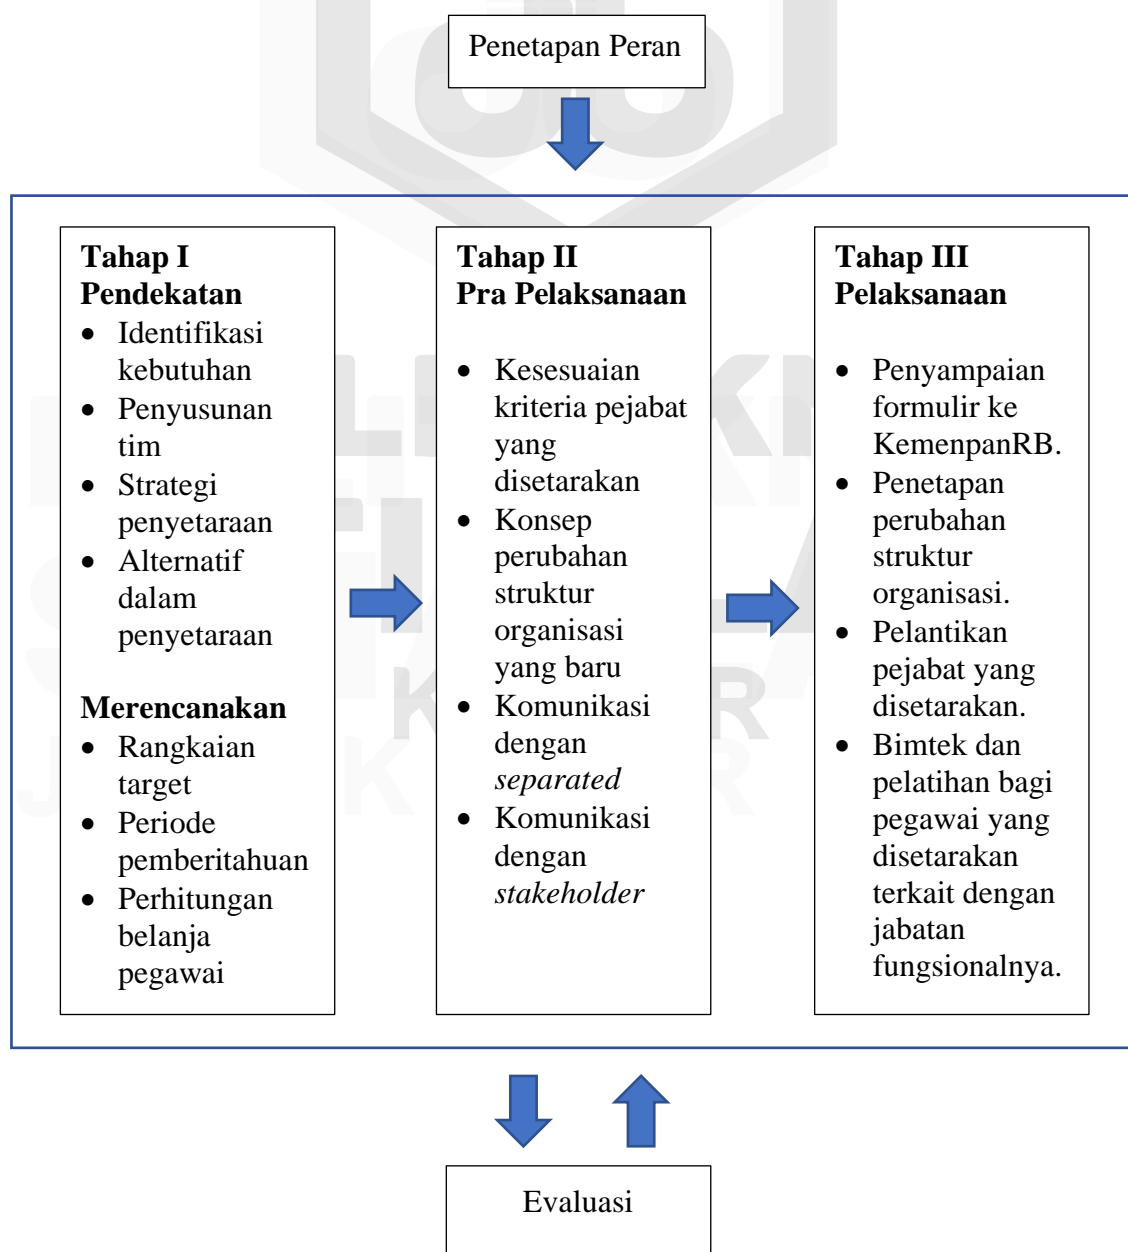 Penetapan Peran
Tahap I
Pendekatan
• Identifikasi
kebutuhan
• Penyusunan
tim
• Strategi
penyetaraan
• Alternatif
dalam
penyetaraan
Merencanakan
• Rangkaian
target
• Periode
pemberitahuan
• Perhitungan
belanja
pegawai
Tahap II
Pra Pelaksanaan
• Kesesuaian
kriteria pejabat
yang
disetarakan
• Konsep
perubahan
struktur
organisasi
yang baru
• Komunikasi
dengan
separated
• Komunikasi
dengan
stakeholder
Tahap III
Pelaksanaan
• Penyampaian
formulir ke
KemenpanRB.
• Penetapan
perubahan
struktur
organisasi.
• Pelantikan
pejabat yang
disetarakan.
• Bimtek dan
pelatihan bagi
pegawai yang
disetarakan
terkait dengan
jabatan
fungsionalnya.
Evaluasi